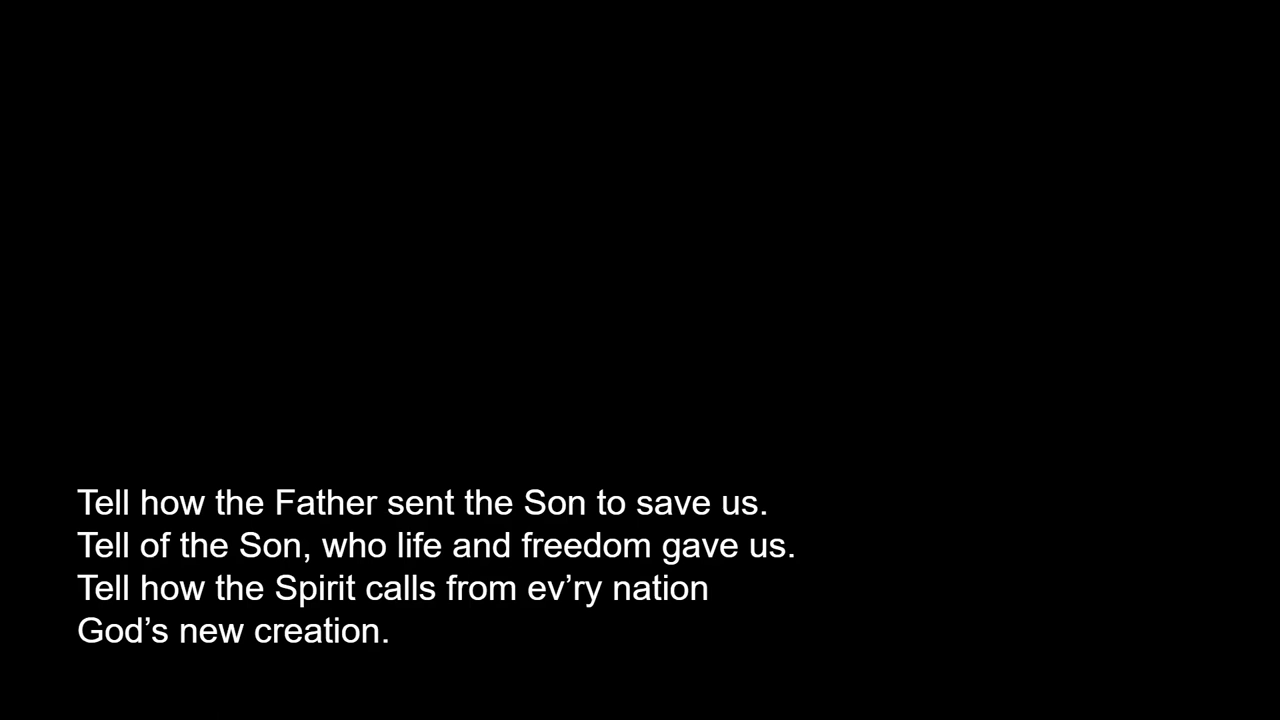 Tell how the Father sent the Son to save us.
Tell of the Son, who life and freedom gave us.
Tell how the Spirit calls from ev’ry nation
God’s new creation.